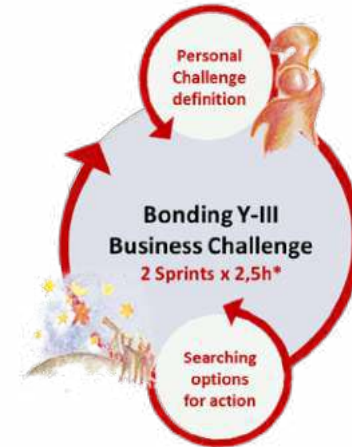 Personal
Challenge
definition
Bonding Y-III
Business Challenge
2 Sprints x 2,5h*
Searching
options
for action